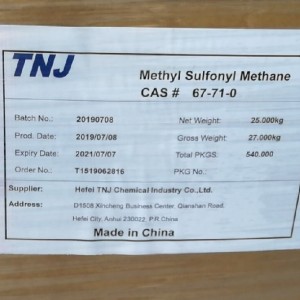 TNJ
Methyl Sulfonyl Methane
CAS # 67-71-0
Batch No.: 20190708 Net Weight: 25.000kg
Prod. Date: 2019/07/08 Gross Weight: 27.000kg
Expiry Date: 2021/07/07 Total PKGS: 540.000
Order No.: T1519062816 PKG No.:
Supplier: Hefei TNJ Chemical Industry Co.,Ltd.
Address: D1508 Xincheng Business Center, Qianshan Road,
Hefei City, Anhui 230022, P.R.China
Made in China